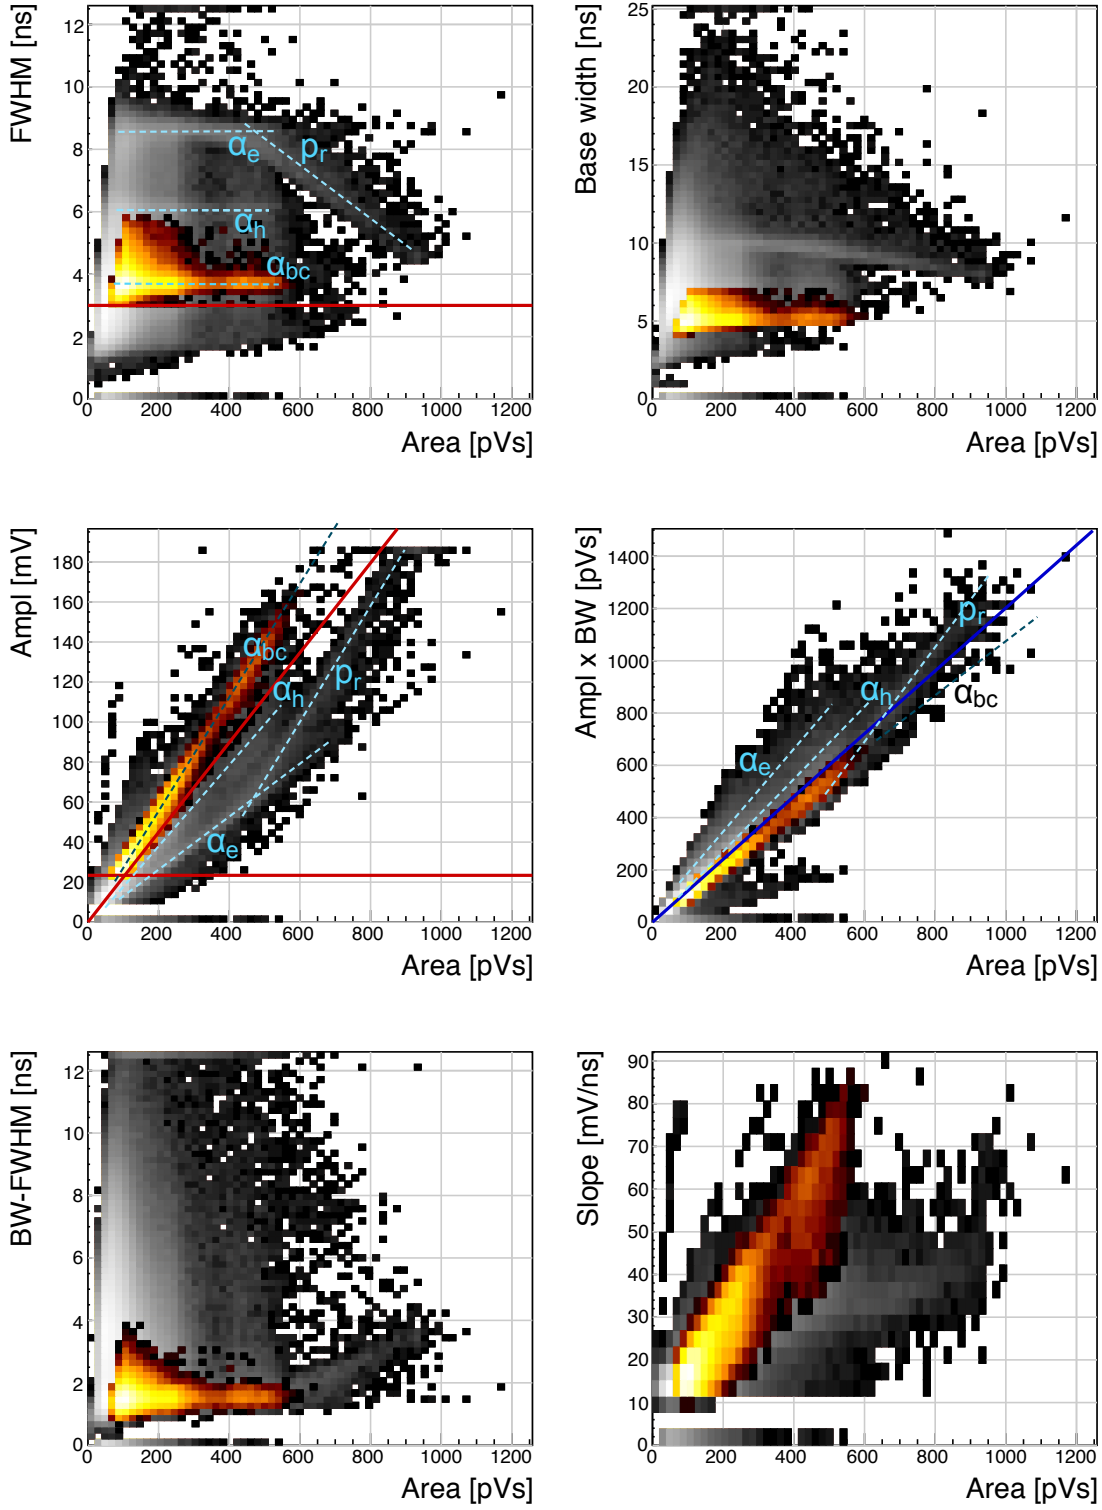 FWHM [ns]
12
10
8
6
4
2
0
αe
pr
αh
αbc
0 200 400 600 800 1000 1200
Area [pVs]
Base width [ns]
25
20
15
10
5
0
0 200 400 600 800 1000 1200
Area [pVs]
Ampl [mV]
180
160
140
120
100
80
60
40
20
0
αbc
αh
pr
αe
0 200 400 600 800 1000 1200
Area [pVs]
Ampl x BW [pVs]
1400
1200
1000
800
600
400
200
0
pr
αh
αbc
αe
0 200 400 600 800 1000 1200
Area [pVs]
BW-FWHM [ns]
12
10
8
6
4
2
0
0 200 400 600 800 1000 1200
Area [pVs]
Slope [mV/ns]
90
80
70
60
50
40
30
20
10
0
0 200 400 600 800 1000 1200
Area [pVs]